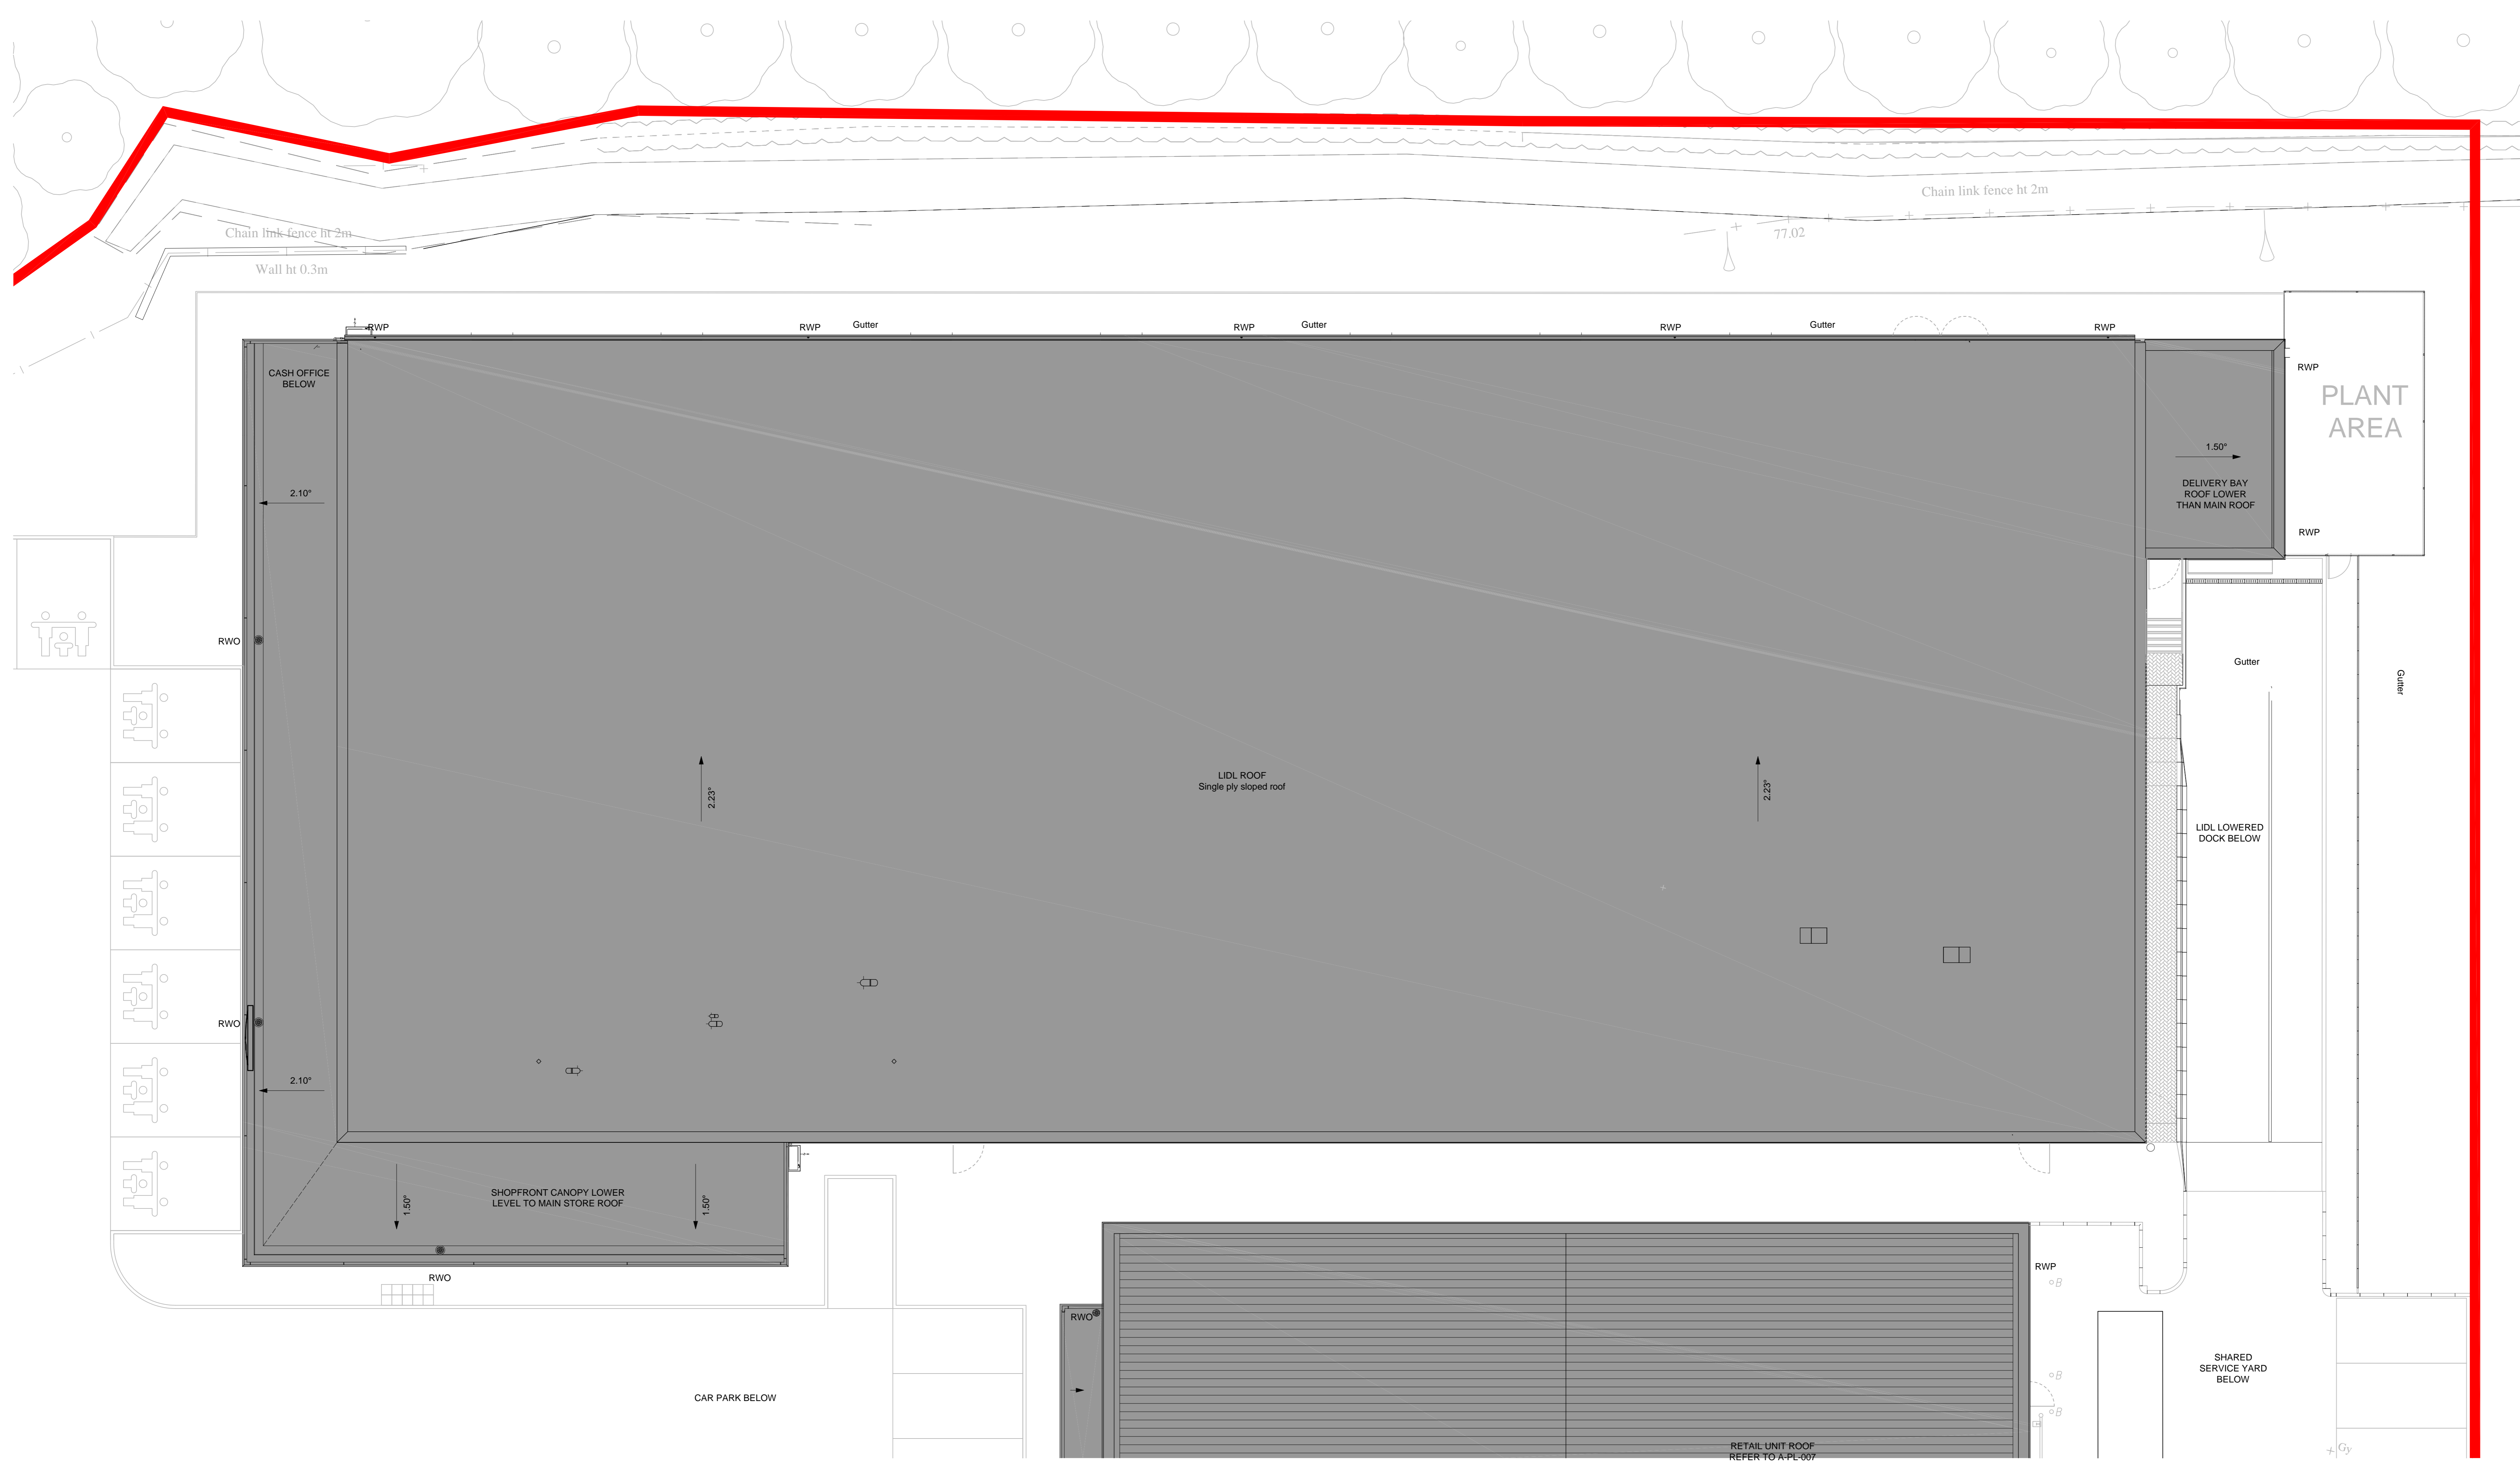 Chain link fence ht 2m
77.02
Chain link fence ht 2m
Wall ht 0.3m
RWP
RWP
Gutter
RWP
Gutter
RWP
Gutter
RWP
CASH OFFICE
BELOW
RWP
PLANT
AREA
1.50°
DELIVERY BAY
ROOF LOWER
THAN MAIN ROOF
2.10°
RWP
RWO
Gutter
Gutter
2.23°
LIDL ROOF
Single ply sloped roof
2.23°
LIDL LOWERED
DOCK BELOW
RWO
2.10°
SHOPFRONT CANOPY LOWER
LEVEL TO MAIN STORE ROOF
1.50°
1.50°
RWO
RWP
RWO
SHARED
SERVICE YARD
BELOW
CAR PARK BELOW
RETAIL UNIT ROOF
REFER TO A-PL-007
Gy